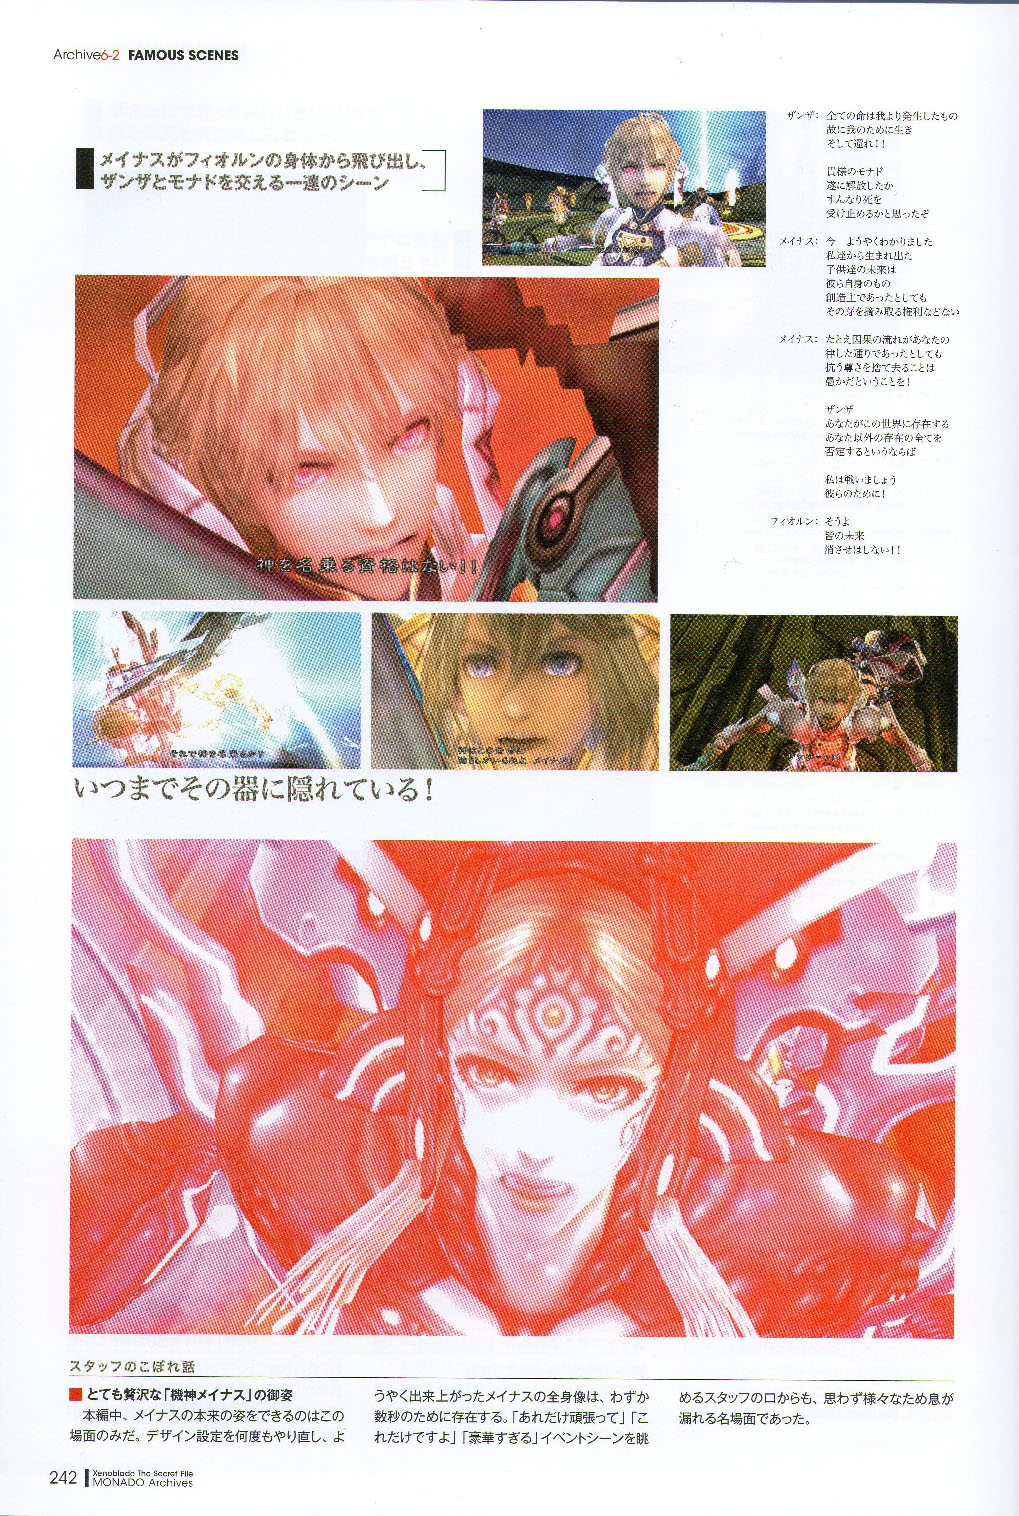 Archive6-2 FAMOUS SCENES
メイナスがフィオルンの身体から飛び出し、
ザンザとモナドを交える一連のシーン
ザンザ： 全ての命は我より発生したもの
故に我のために生き
そして還れ！！
貴様のモナド
遂に解放したか
すんなり死を
受け止めるかと思ったぞ
メイナス： 今　ようやくわかりました
私達から生まれ出た
子供達の未来は
彼ら自身のもの
創造主であったとしても
その芽を摘み取る権利などない
メイナス： たとえ因果の流れがあなたの
律した通りであったとしても
抗う尊さを捨て去ることは
愚かだということを！
ザンザ
あなたがこの世界に存在する
あなた以外の存在の全てを
否定するというならば
私は戦いましょう
彼らのために！
フィオルン： そうよ
皆の未来
消させはしない！！
神を名乗る資格はない！！
それで神を名乗るか？
メイナス！
いつまでその器に隠れている！
スタッフのこぼれ話
とても贅沢な「機神メイナス」の御姿
本編中、メイナスの本来の姿をできるのはこの
場面のみだ。デザイン設定を何度もやり直し、よ
うやく出来上がったメイナスの全身像は、わずか
数秒のために存在する。「あれだけ頑張って」「こ
れだけですよ」「豪華すぎる」イベントシーンを眺
めるスタッフの口からも、思わず様々なため息が
漏れる名場面であった。
242 Xenoblade The Secret File
MONADO Archives